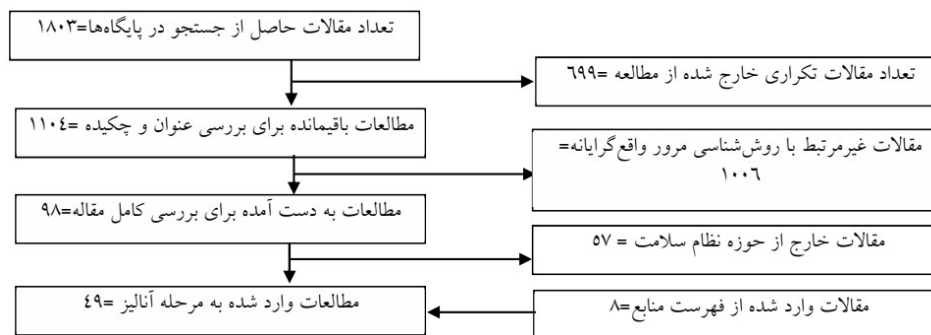 تعداد مقالات حاصل از جستجو در پایگاه‌ها=۱۸۰۳
تعداد مقالات تکراری خارج شده از مطالعه =۶۹۹
مطالعات باقیمانده برای بررسی عنوان و چکیده =۱۱۰٤
مقالات غیرمرتبط با روش‌شناسی مرور واقع‌گرایانه=
۱۰۰۶
مطالعات به دست آمده برای بررسی کامل مقاله=۹۸
مقالات خارج از حوزه نظام سلامت = ۵۷
مطالعات وارد شده به مرحله آنالیز =٤۹
مقالات وارد شده از فهرست منابع=۸